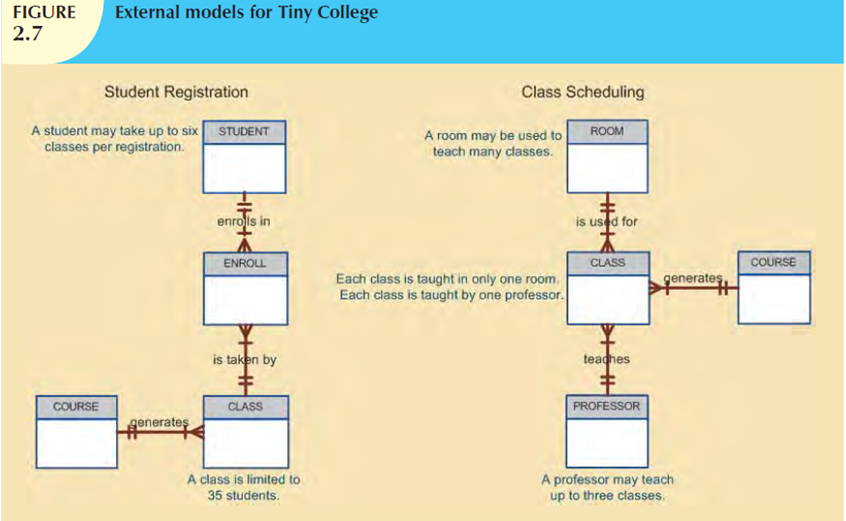 FIGURE
2.7
External models for Tiny College
Student Registration
A student may take up to six
classes per registration.
STUDENT
enrolls in
ENROLL
is taken by
COURSE
generates
CLASS
A class is limited to
35 students.
Class Scheduling
A room may be used to
teach many classes.
ROOM
is used for
Each class is taught in only one room.
Each class is taught by one professor.
CLASS
generates
COURSE
teaches
PROFESSOR
A professor may teach
up to three classes.